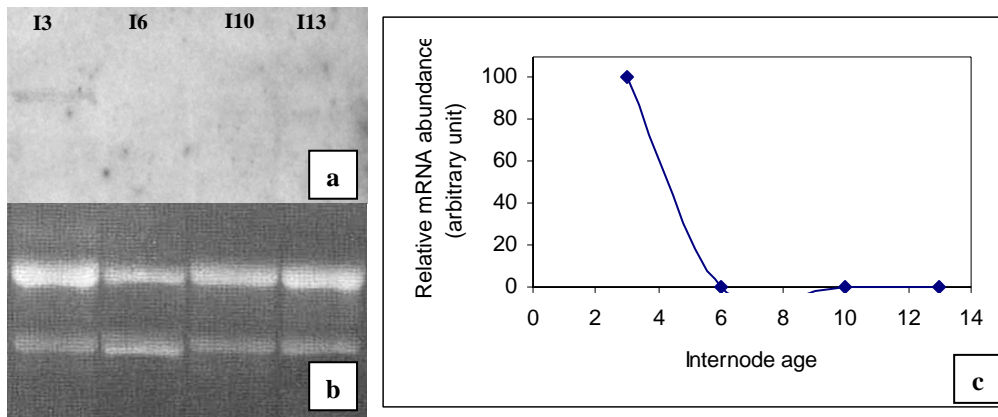 I3 I6 I10 I13
a
b
Relative mRNA abundance
(arbitrary unit)
100
80
60
40
20
0
0 2 4 6 8 10 12 14
Internode age
c